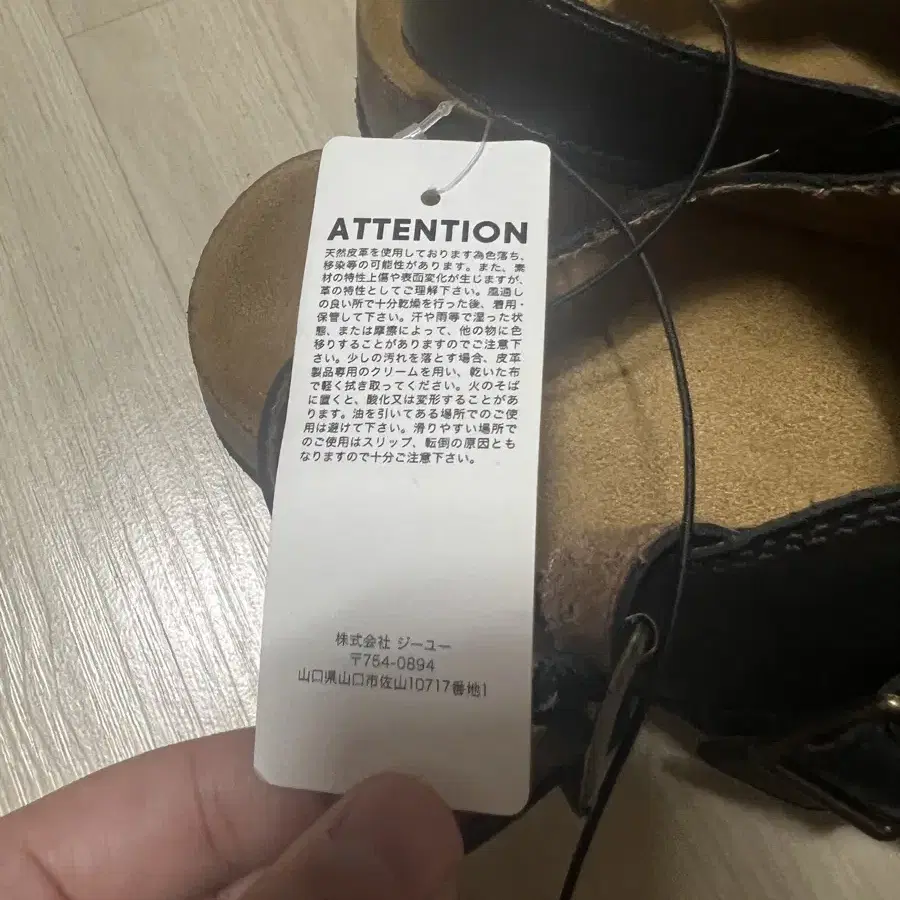 ATTENTION
天然皮革を使用しております為色落ち、
移染等の可能性があります。また、素
材の特性上傷や表面変化が生じますが、
革の特性としてご理解下さい。風通し
の良い所で十分乾燥を行った後、着用・
保管して下さい。汗や雨等で湿った状
態、または摩擦によって、他の物に色
移りすることがありますのでご注意下
さい。少しの汚れを落とす場合、皮革
製品専用のクリームを用い、乾いた布
で軽く拭き取ってください。火のそば
に置くと、酸化又は変形することがあ
ります。油を引いてある場所でのご使
用は避けて下さい。滑りやすい場所で
のご使用はスリップ、転倒の原因とも
なりますので十分ご注意下さい。
株式会社 ジーユー
〒754-0894
山口県山口市佐山10717番地1